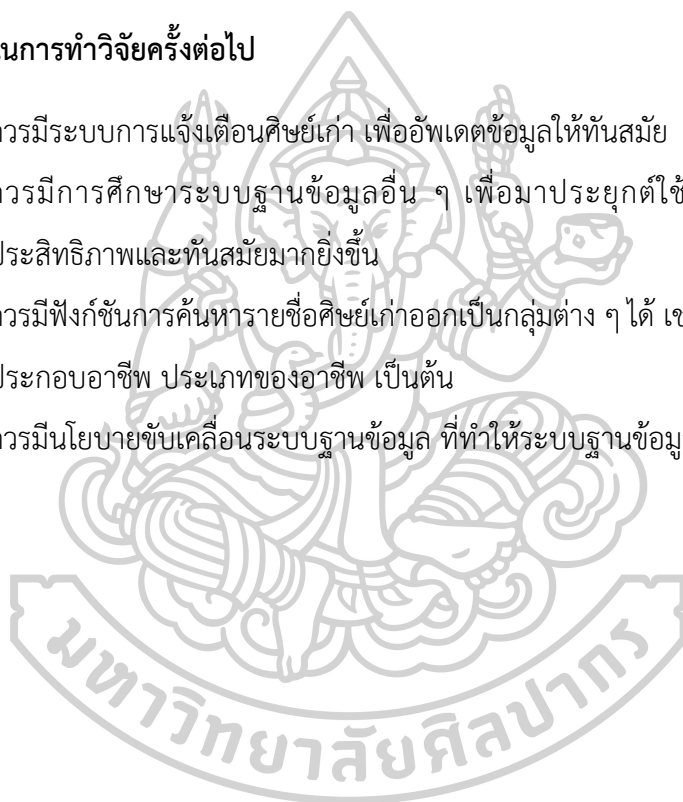 นการทำวิจัยครั้งต่อไป
ควรมีระบบการแจ้งเตือนศิษย์เก่า เพื่ออัพเดตข้อมูลให้ทันสมัย
ควรมีการศึกษาระบบฐานข้อมูลอื่น ๆ เพื่อมาประยุกต์ใช้
ประสิทธิภาพและทันสมัยมากยิ่งขึ้น
ควรมีฟังก์ชันการค้นหารายชื่อศิษย์เก่าออกเป็นกลุ่มต่าง ๆ ได้
ประกอบอาชีพ ประเภทของอาชีพ เป็นต้น
ควรมีนโยบายขับเคลื่อนระบบฐานข้อมูล ที่ทำให้ระบบฐานข้อมู
มหาวิทยาลัยศิลปากร